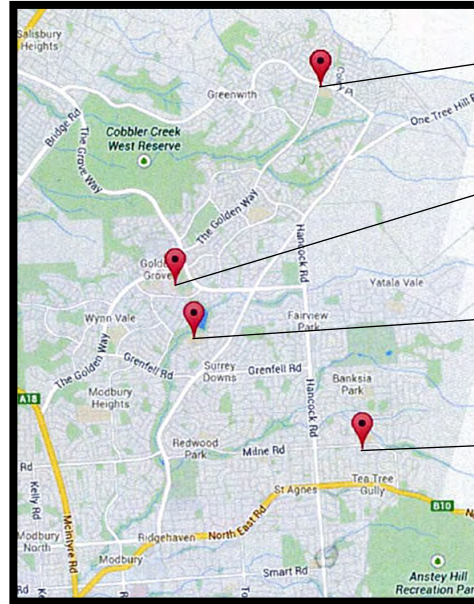 Salisbury
Heights
Greenwith
Bridge Rd
Cobbler Creek
West Reserve
One Tree Hill
The Grove Way
The Golden Way
Hancock Rd
Golden
Grove
Yatala Vale
Wynn Vale
Fairview
Park
The Golden Way
Grenfell Rd
Surrey
Downs
Grenfell Rd
Modbury
Heights
Banksia
Park
A18
Hancock Rd
Redwood
Park
Milne Rd
Rd
Kelly Rd
St Agnes
Tea Tree
Gully
B10
McIntyre Rd
North East Rd
Modbury
North
Ridgehaven
Modbury
Smart Rd
Anstey Hill
Recreation